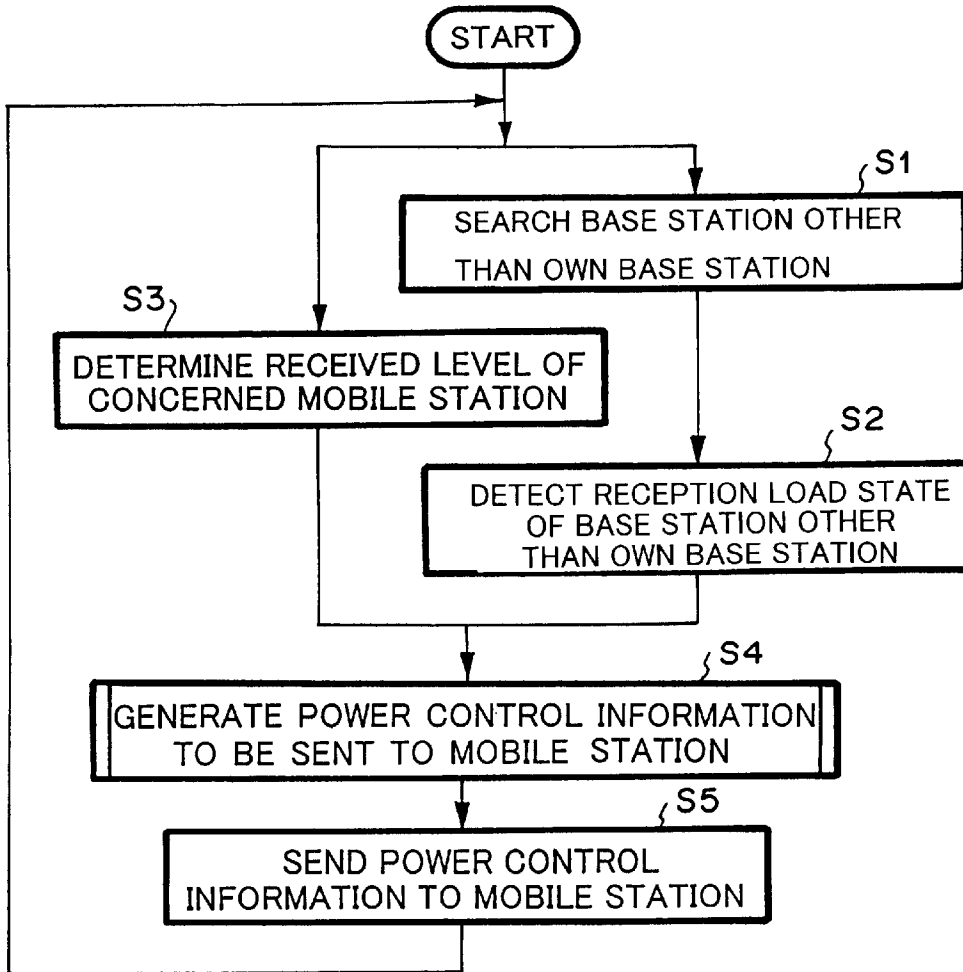 START
S1
SEARCH BASE STATION OTHER
THAN OWN BASE STATION
S3
DETERMINE RECEIVED LEVEL OF
CONCERNED MOBILE STATION
S2
DETECT RECEPTION LOAD STATE
OF BASE STATION OTHER
THAN OWN BASE STATION
S4
GENERATE POWER CONTROL INFORMATION
TO BE SENT TO MOBILE STATION
S5
SEND POWER CONTROL
INFORMATION TO MOBILE STATION